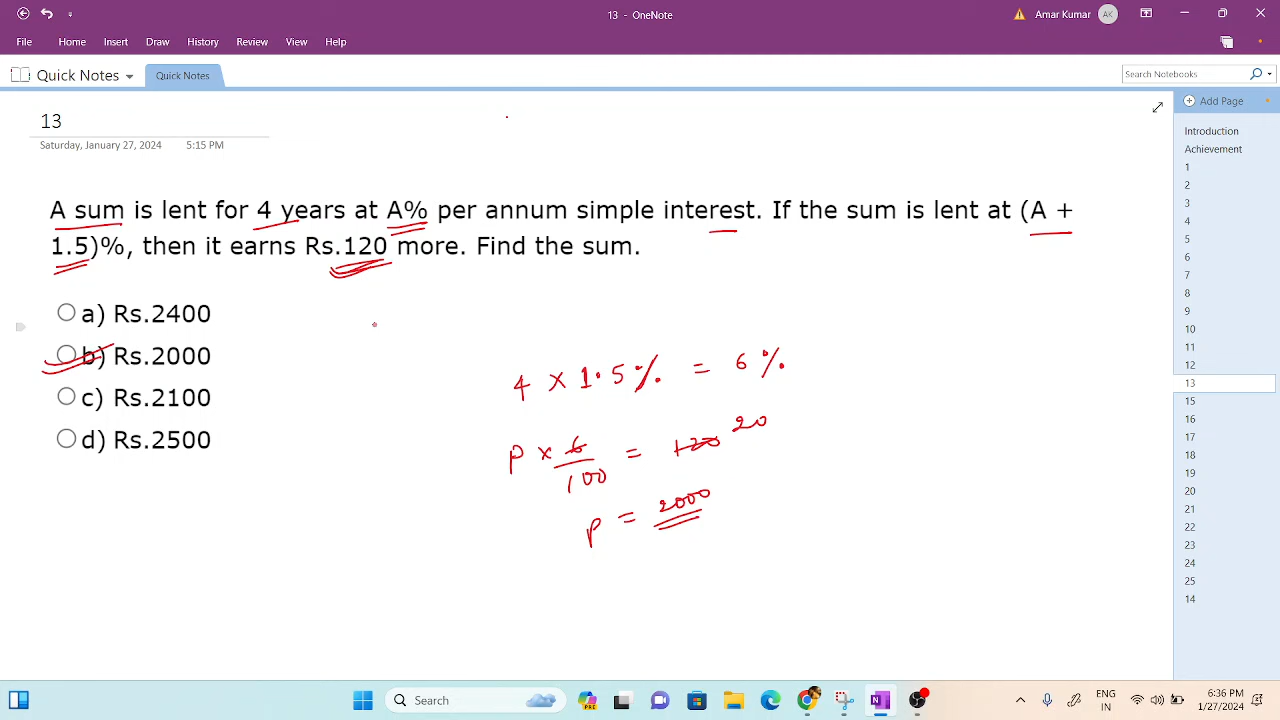 13 - OneNote
Amar Kumar AK
File Home Insert Draw History Review View Help
Quick Notes Quick Notes Search Notebooks
Add Page
13
Saturday, January 27, 2024 5:15 PM
A sum is lent for 4 years at A% per annum simple interest. If the sum is lent at (A +
1.5)%, then it earns Rs.120 more. Find the sum.
a) Rs.2400
b) Rs.2000
c) Rs.2100
d) Rs.2500
4 × 1.5% = 6%
P × 6/100 = 120 20
P = 2000
Introduction
Achievement
1
2
3
4
5
6
7
8
9
10
11
12
13
15
16
17
18
19
20
21
22
23
24
25
14
Search
PRE
ENG
IN
6:36 PM
1/27/2024